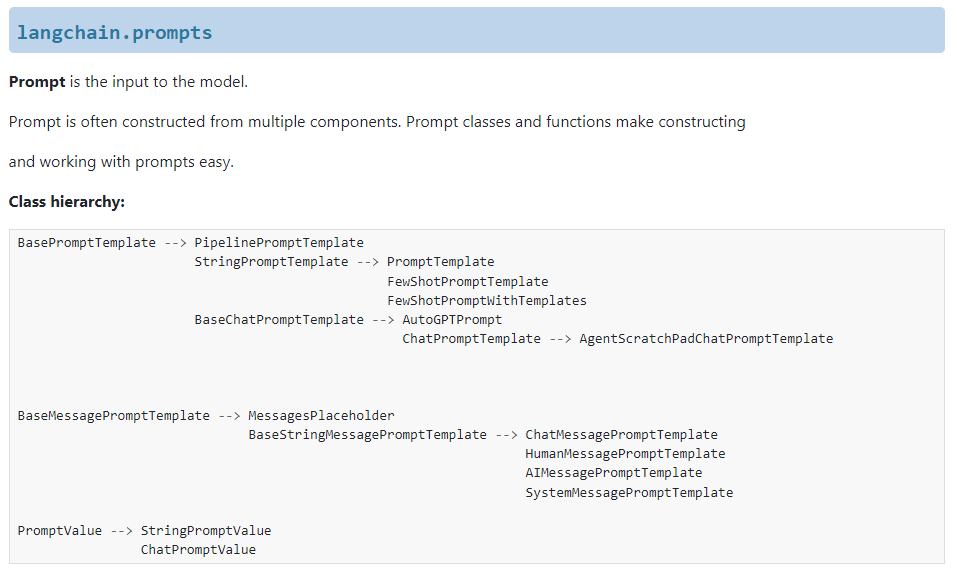 langchain.prompts
Prompt is the input to the model.
Prompt is often constructed from multiple components. Prompt classes and functions make constructing
and working with prompts easy.
Class hierarchy:
BasePromptTemplate --> PipelinePromptTemplate
                       StringPromptTemplate --> PromptTemplate
                                                FewShotPromptTemplate
                                                FewShotPromptWithTemplates
                       BaseChatPromptTemplate --> AutoGPTPrompt
                                                  ChatPromptTemplate --> AgentScratchPadChatPromptTemplate
BaseMessagePromptTemplate --> MessagesPlaceholder
                              BaseStringMessagePromptTemplate --> ChatMessagePromptTemplate
                                                                  HumanMessagePromptTemplate
                                                                  AIMessagePromptTemplate
                                                                  SystemMessagePromptTemplate
PromptValue --> StringPromptValue
                ChatPromptValue